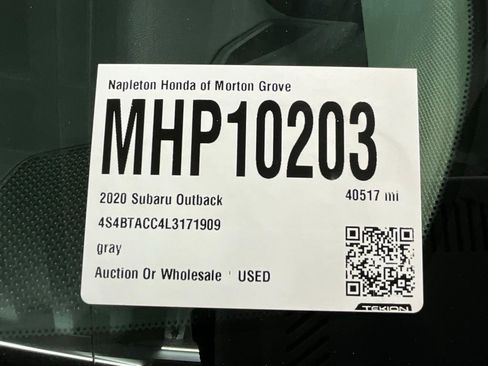 Napleton Honda of Morton Grove
MHP10203
2020 Subaru Outback 40517 mi
4S4BTACC4L3171909
gray
Auction Or Wholesale ' USED
TEKION